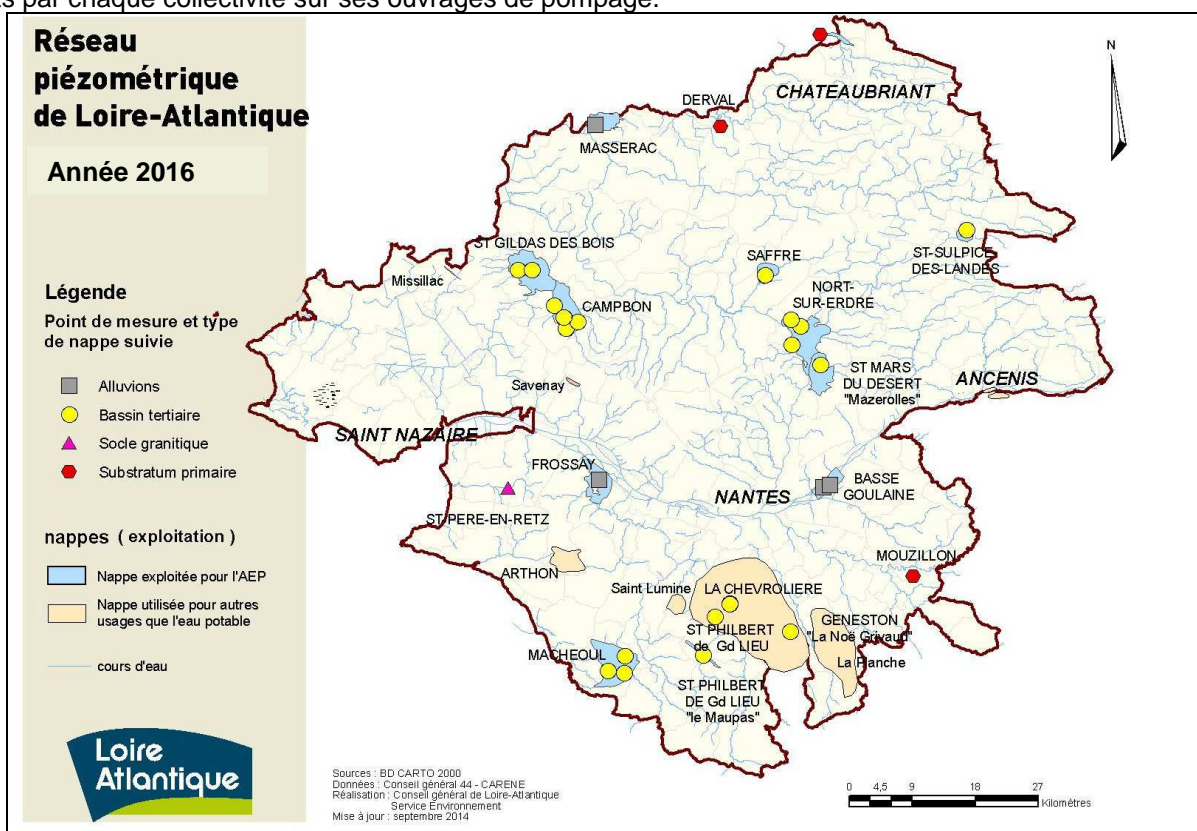 s par chaque collectivité sur ses ouvrages de pompage.
Réseau
piézométrique
de Loire-Atlantique
Année 2016
Légende
Point de mesure et type
de nappe suivie
Alluvions
Bassin tertiaire
Socle granitique
Substratum primaire
nappes ( exploitation )
Nappe exploitée pour l'AEP
Nappe utilisée pour autres
usages que l'eau potable
cours d'eau
Loire
Atlantique
N
CHATEAUBRIANT
DERVAL
MASSERAC
ST GILDAS DES BOIS
Missillac
CAMPBON
SAFFRE
ST-SULPICE
DES-LANDES
NORT-
SUR-ERDRE
ST MARS
DU DESERT
"Mazerolles"
ANCENIS
Savenay
SAINT NAZAIRE
FROSSAY
NANTES
BASSE
GOULAINE
ST-PERE-EN-RETZ
MOUZILLON
ARTHON
Saint Lumine
LA CHEVROLIERE
ST PHILBERT
de Gd LIEU
GENESTON
"La Noë Grivaud"
La Planche
MACHEOUL
ST PHILBERT
DE Gd LIEU
"le Maupas"
Sources : BD CARTO 2000
Données : Conseil général 44 - CARENE
Réalisation : Conseil général de Loire-Atlantique
Service Environnement
Mise à jour : septembre 2014
0 4,5 9 18 27
Kilomètres